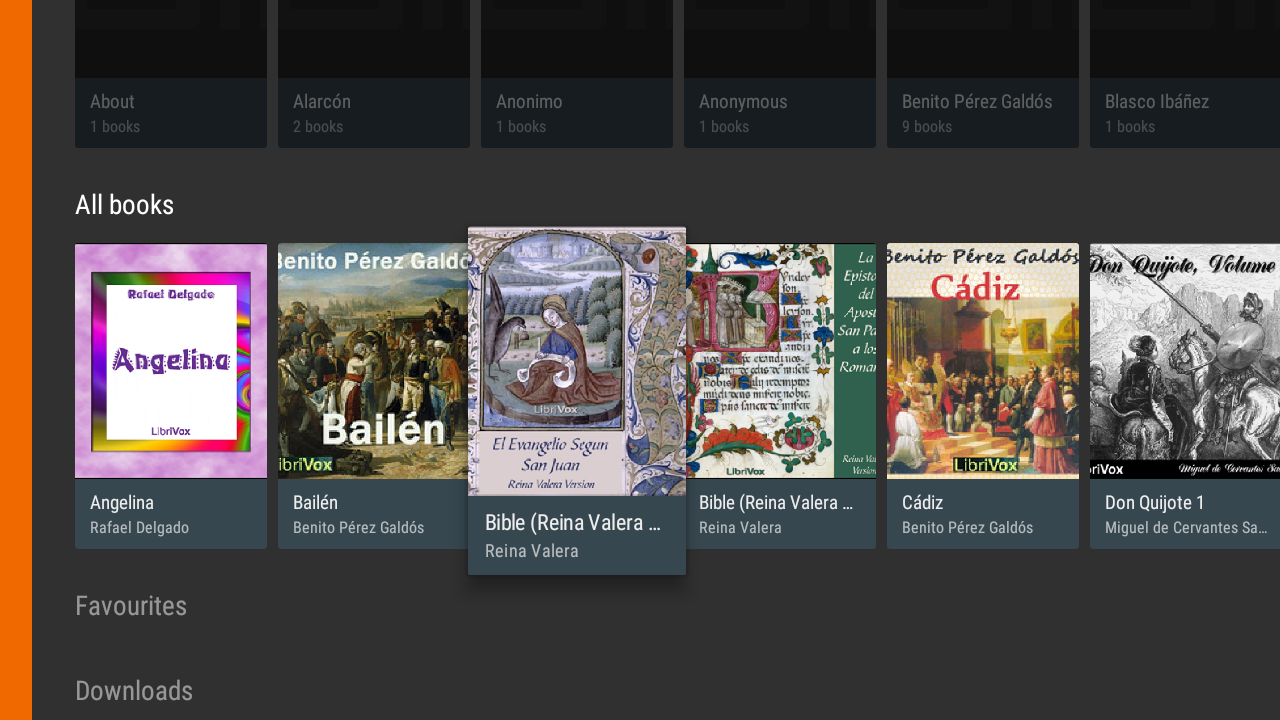 About
1 books
Alarcón
2 books
Anonimo
1 books
Anonymous
1 books
Benito Pérez Galdós
9 books
Blasco Ibáñez
1 books
All books
Rafael Delgado
Angelina
LibriVox
Angelina
Rafael Delgado
Benito Pérez Galdó
Bailén
ibriVox
Bailén
Benito Pérez Galdós
LibriVox
El Evangelio Segun
San Juan
Reina Valera Version
Bible (Reina Valera ...
Reina Valera
La
Episto
del
Apost
San Pa
a los
Roman
Reina Va
Version
LibriVox
Bible (Reina Valera ...
Reina Valera
Benito Pérez Galdós
Cádiz
LibriVox
Cádiz
Benito Pérez Galdós
Don Quijote, Volume
riVox
Miguel de Cervantes Sa
Don Quijote 1
Miguel de Cervantes Sa...
Favourites
Downloads